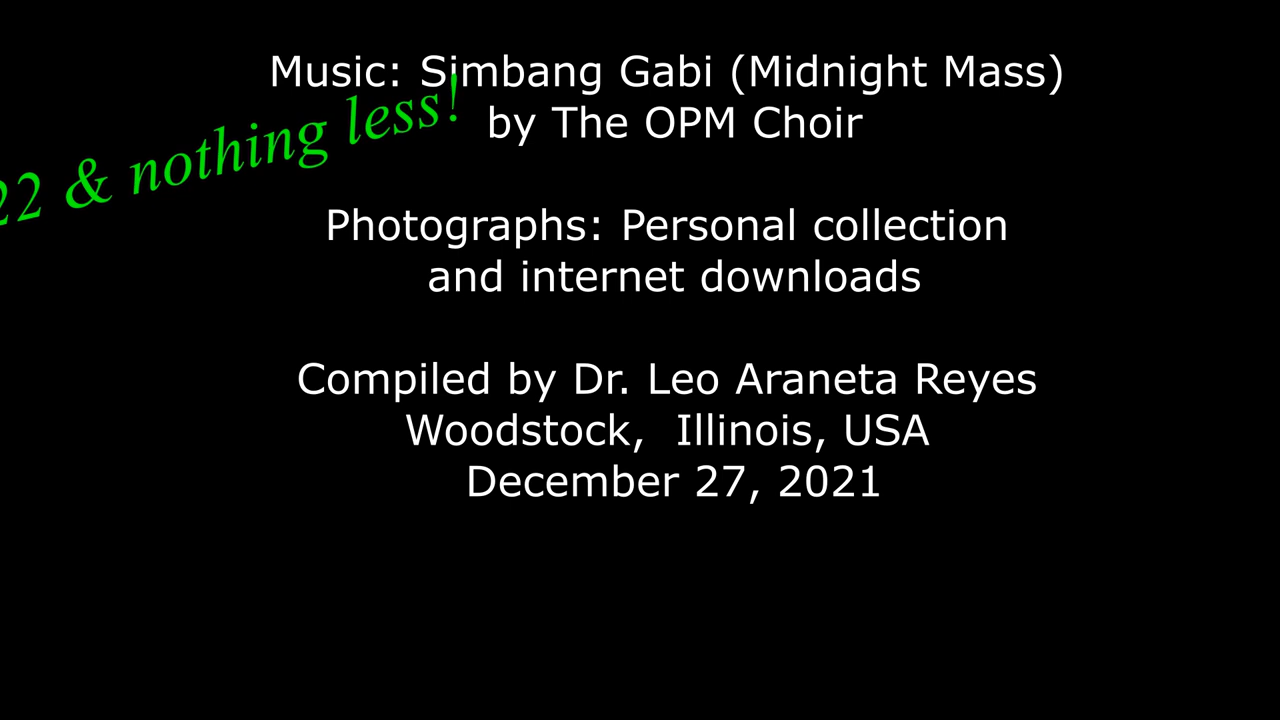 Music: Simbang Gabi (Midnight Mass)
by The OPM Choir
22 & nothing less!
Photographs: Personal collection
and internet downloads
Compiled by Dr. Leo Araneta Reyes
Woodstock,  Illinois, USA
December 27, 2021